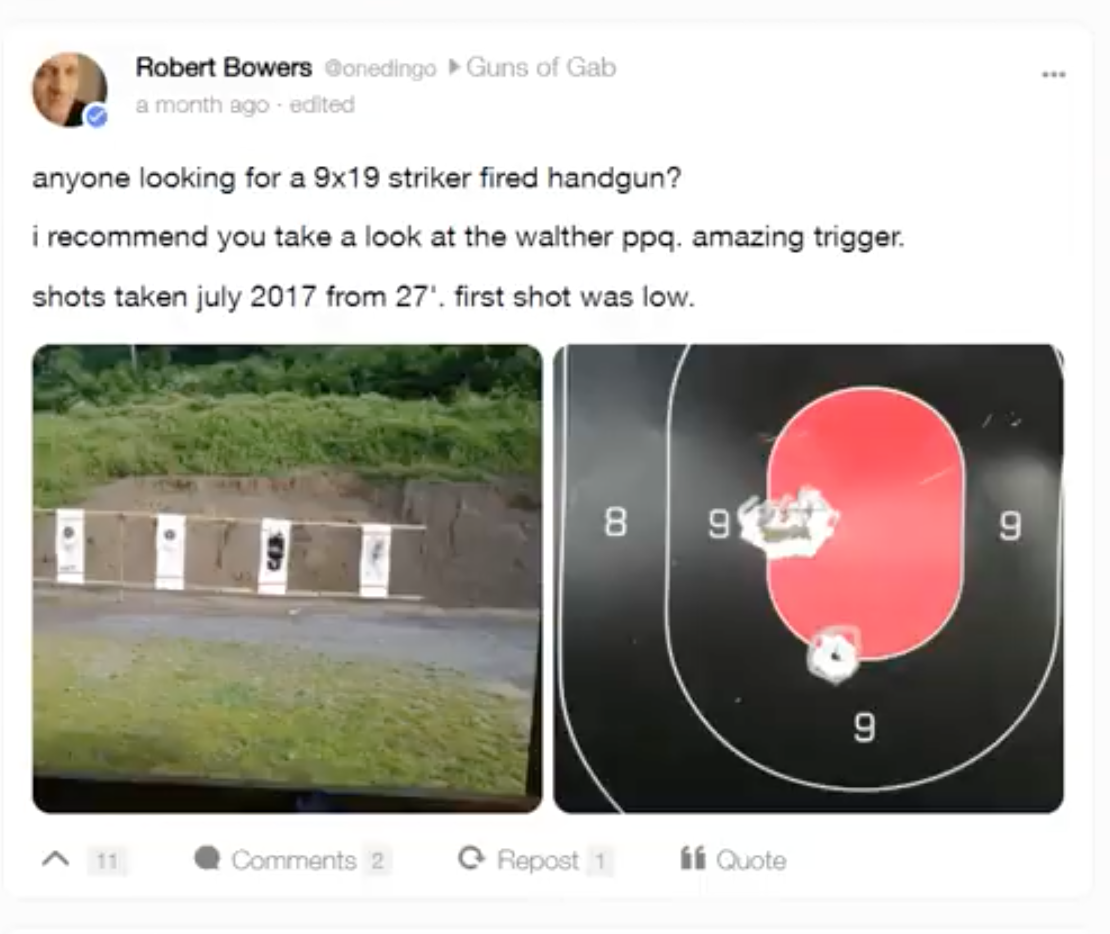 Robert Bowers @onedingo ▸ Guns of Gab
a month ago · edited
anyone looking for a 9x19 striker fired handgun?
i recommend you take a look at the walther ppq. amazing trigger.
shots taken july 2017 from 27'. first shot was low.
8 9 9
9
11 Comments 2 Repost 1 Quote